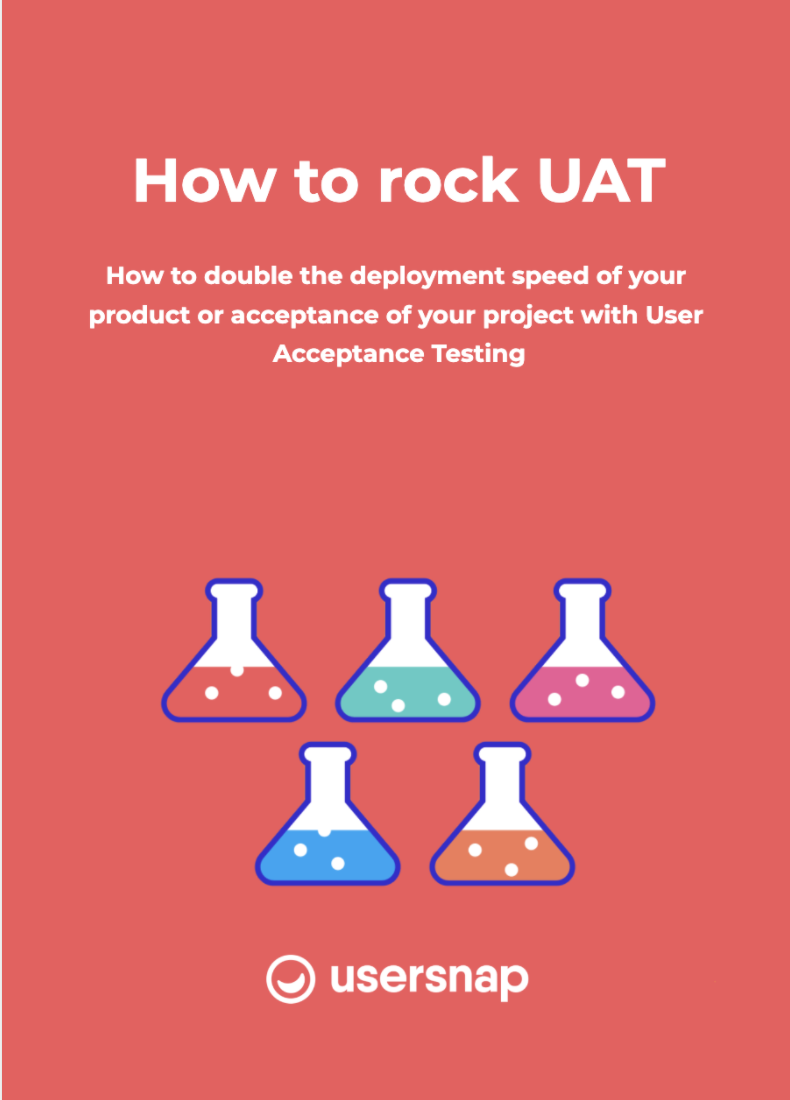 How to rock UAT
How to double the deployment speed of your
product or acceptance of your project with User
Acceptance Testing
usersnap